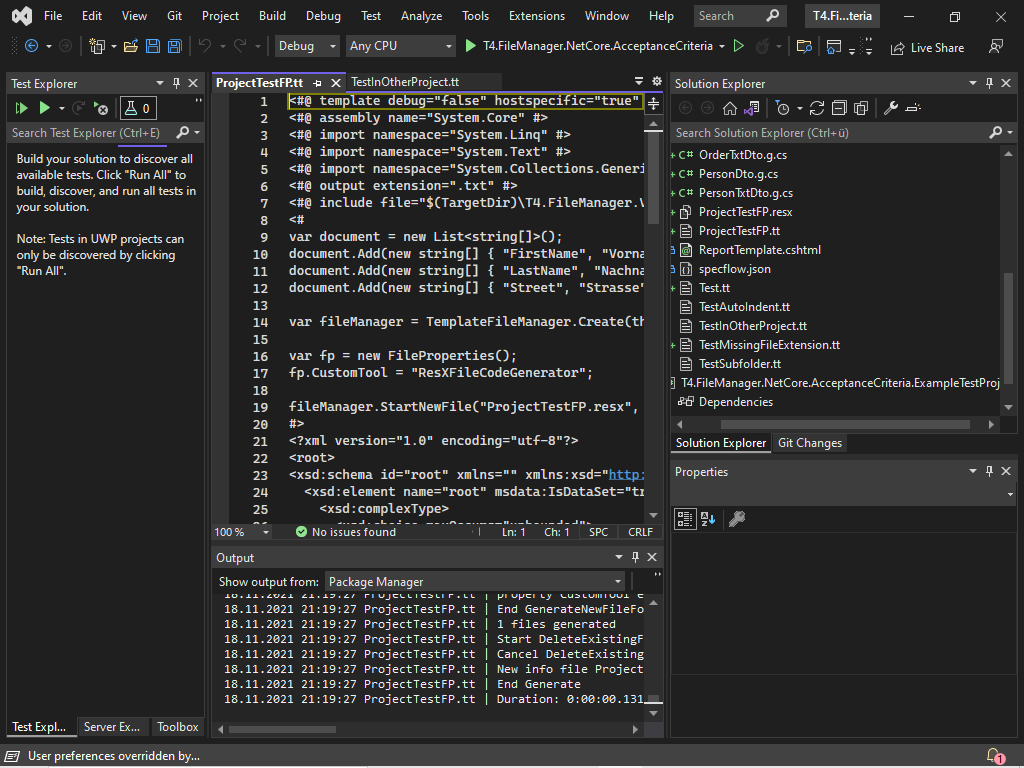 File Edit View Git Project Build Debug Test Analyze Tools Extensions Window Help Search T4.Fi...teria
Debug Any CPU T4.FileManager.NetCore.AcceptanceCriteria Live Share
Test Explorer
0
Search Test Explorer (Ctrl+E)
Build your solution to discover all
available tests. Click "Run All" to
build, discover, and run all tests in
your solution.
Note: Tests in UWP projects can
only be discovered by clicking
"Run All".
Test Expl... Server Ex... Toolbox
ProjectTestFP.tt TestInOtherProject.tt
1 <#@ template debug="false" hostspecific="true"
2 <#@ assembly name="System.Core" #>
3 <#@ import namespace="System.Linq" #>
4 <#@ import namespace="System.Text" #>
5 <#@ import namespace="System.Collections.Generi
6 <#@ output extension=".txt" #>
7 <#@ include file="$(TargetDir)\T4.FileManager.V
8 <#
9 var document = new List<string[]>();
10 document.Add(new string[] { "FirstName", "Vorna
11 document.Add(new string[] { "LastName", "Nachna
12 document.Add(new string[] { "Street", "Strasse"
13
14 var fileManager = TemplateFileManager.Create(th
15
16 var fp = new FileProperties();
17 fp.CustomTool = "ResXFileCodeGenerator";
18
19 fileManager.StartNewFile("ProjectTestFP.resx",
20 #>
21 <?xml version="1.0" encoding="utf-8"?>
22 <root>
23 <xsd:schema id="root" xmlns="" xmlns:xsd="http:
24 <xsd:element name="root" msdata:IsDataSet="tr
25 <xsd:complexType>
26 <xsd:choice maxOccurs="unbounded">
100 % No issues found Ln: 1 Ch: 1 SPC CRLF
Output
Show output from: Package Manager
18.11.2021 21:19:27 ProjectTestFP.tt | property CustomTool e
18.11.2021 21:19:27 ProjectTestFP.tt | End GenerateNewFileFo
18.11.2021 21:19:27 ProjectTestFP.tt | 1 files generated
18.11.2021 21:19:27 ProjectTestFP.tt | Start DeleteExistingF
18.11.2021 21:19:27 ProjectTestFP.tt | Cancel DeleteExisting
18.11.2021 21:19:27 ProjectTestFP.tt | New info file Project
18.11.2021 21:19:27 ProjectTestFP.tt | End Generate
18.11.2021 21:19:27 ProjectTestFP.tt | Duration: 0:00:00.131
Solution Explorer
Search Solution Explorer (Ctrl+ü)
C# OrderTxtDto.g.cs
C# PersonDto.g.cs
C# PersonTxtDto.g.cs
ProjectTestFP.resx
ProjectTestFP.tt
ReportTemplate.cshtml
specflow.json
Test.tt
TestAutoIndent.tt
TestInOtherProject.tt
TestMissingFileExtension.tt
TestSubfolder.tt
T4.FileManager.NetCore.AcceptanceCriteria.ExampleTestProj
Dependencies
Solution Explorer Git Changes
Properties
User preferences overridden by...
1